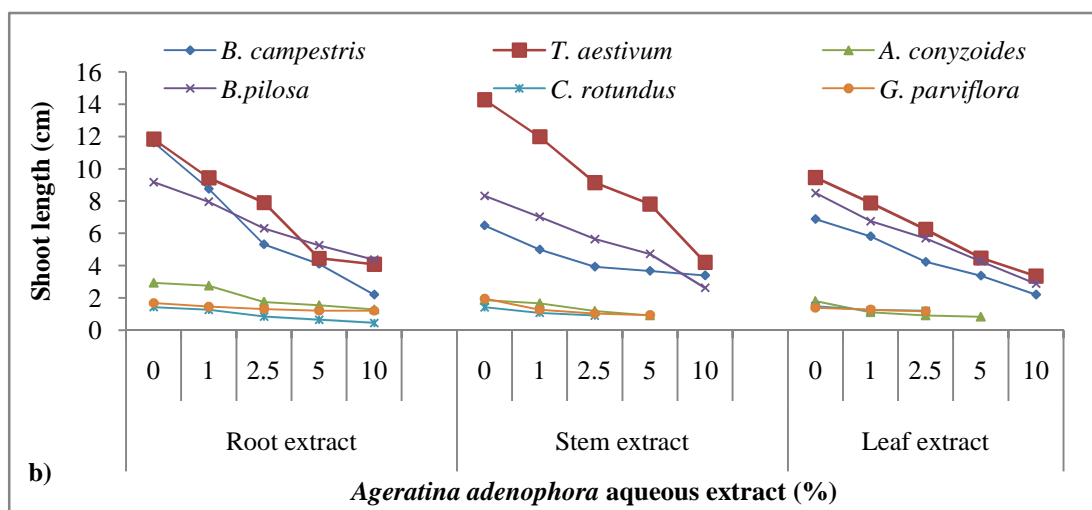 B. campestris T. aestivum A. conyzoides
B.pilosa C. rotundus G. parviflora
Shoot length (cm)
16
14
12
10
8
6
4
2
0
0 1 2.5 5 10 0 1 2.5 5 10 0 1 2.5 5 10
Root extract Stem extract Leaf extract
b)
Ageratina adenophora aqueous extract (%)